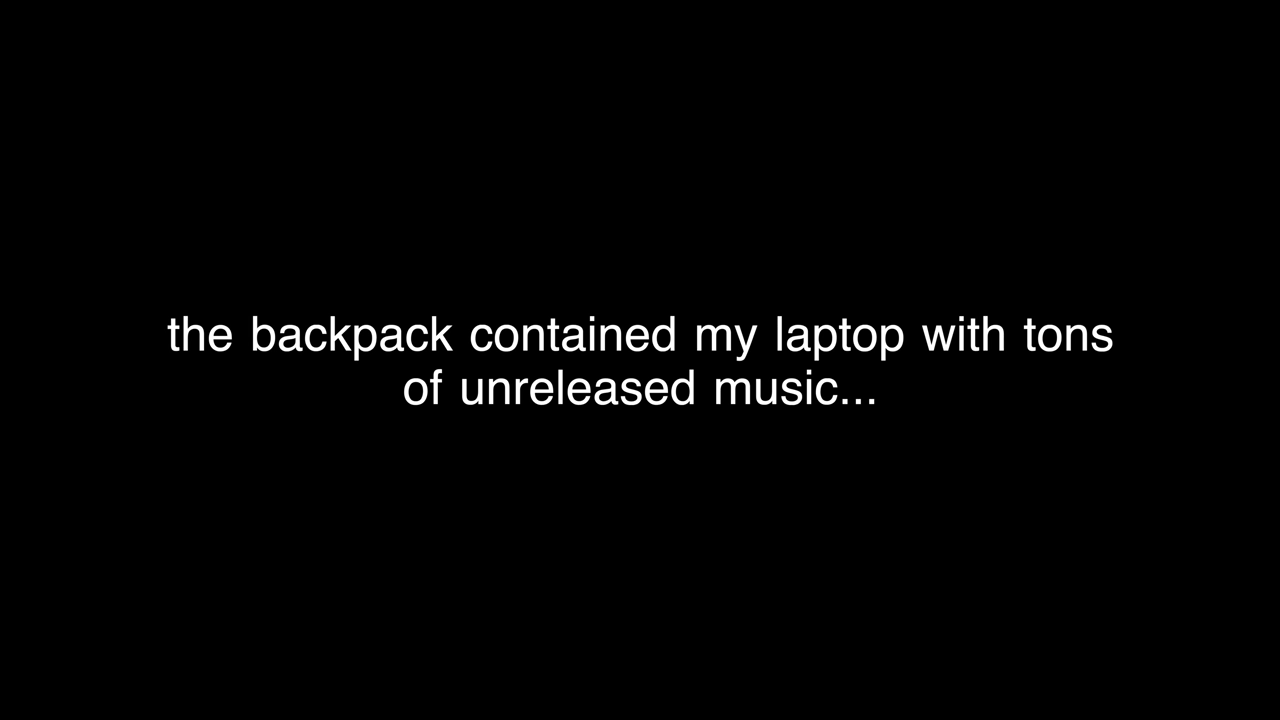 the backpack contained my laptop with tons
of unreleased music...